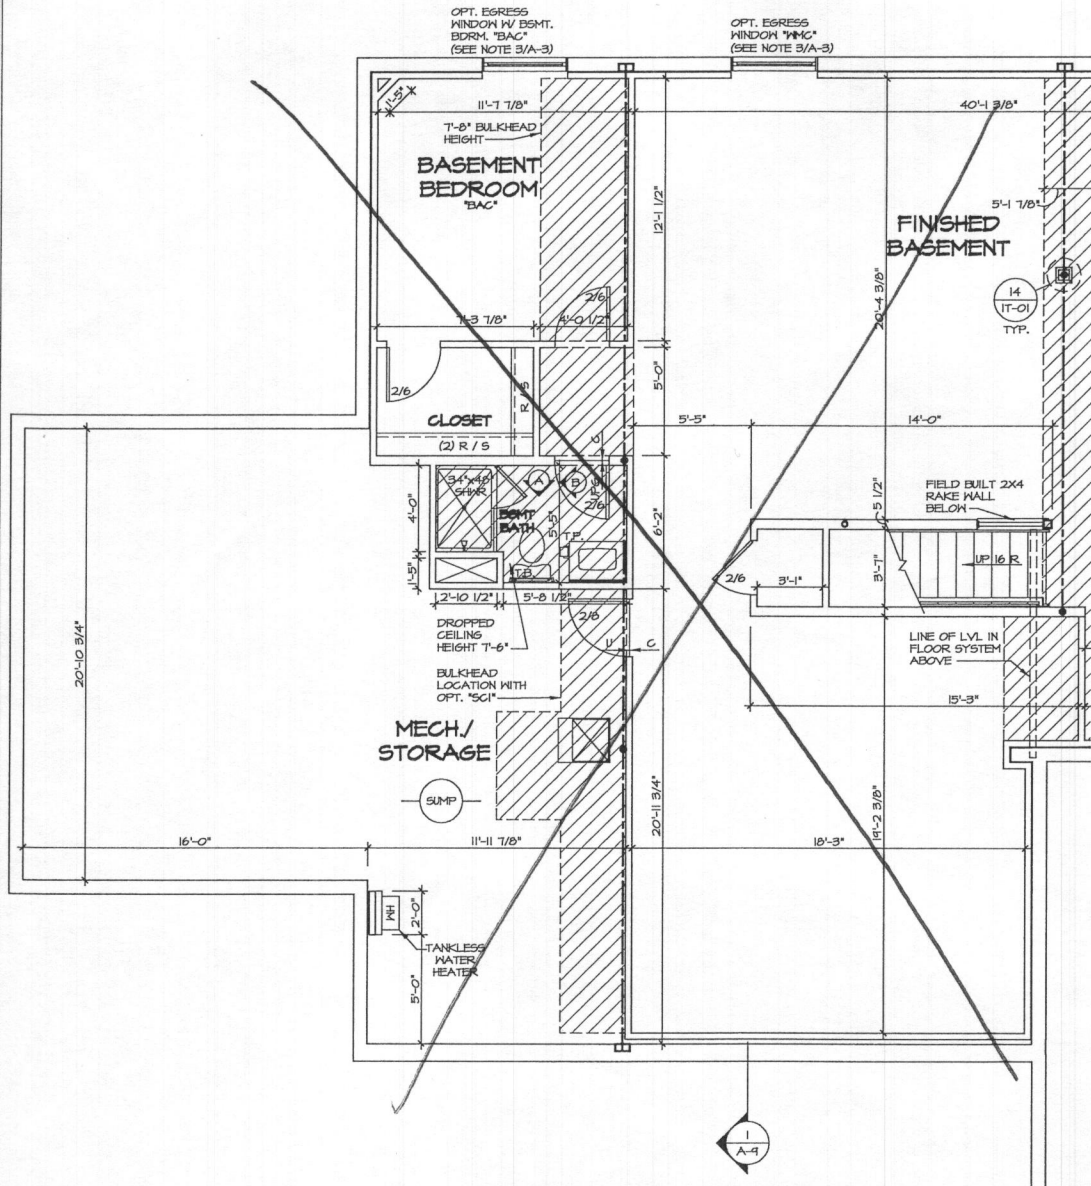 OPT. EGRESS
WINDOW W/ BSMT.
BDRM. "BAC"
(SEE NOTE 3/A-3)
OPT. EGRESS
WINDOW "WMC"
(SEE NOTE 3/A-3)
1'-5"
11'-7 7/8"
40'-1 3/8"
7'-8" BULKHEAD
HEIGHT
BASEMENT
BEDROOM
"BAC"
12'-1 1/2"
5'-1 7/8"
FINISHED
BASEMENT
20'-4 3/8"
14
IT-01
TYP.
2/6
7'-3 7/8"
4'-0 1/2"
5'-0"
2/6
R / S
CLOSET
(2) R / S
5'-5"
14'-0"
C
34"x48"
SHWR
A
B
2/6
BSMT
BATH
5'-5"
T.P.
T.B.
4'-0"
1'-5"
6'-2"
5 1/2"
FIELD BUILT 2X4
RAKE WALL
BELOW
UP 16 R
3'-7"
2/6
3'-1"
2'-10 1/2"
5'-8 1/2"
2/8
U
C
DROPPED
CEILING
HEIGHT 7'-6"
BULKHEAD
LOCATION WITH
OPT. "SC1"
LINE OF LVL IN
FLOOR SYSTEM
ABOVE
15'-3"
20'-10 3/4"
MECH./
STORAGE
SUMP
20'-11 3/4"
19'-2 3/8"
16'-0"
11'-11 7/8"
18'-3"
WH
2'-0"
TANKLESS
WATER
HEATER
5'-0"
1
A-9